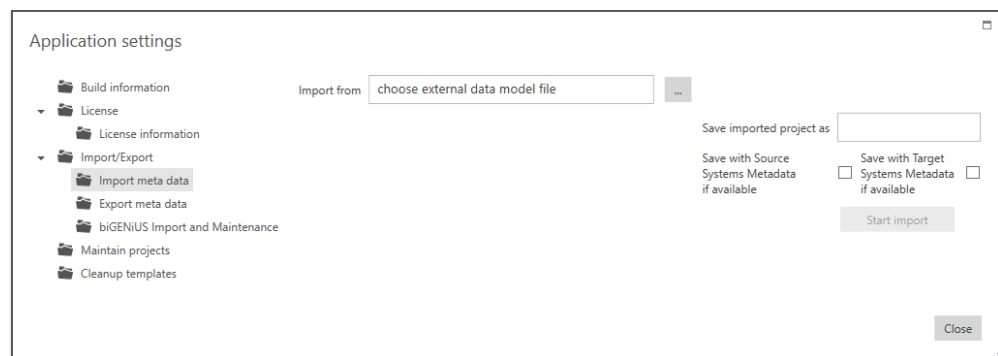 Application settings
Build information
License
License information
Import/Export
Import meta data
Export meta data
biGENiUS Import and Maintenance
Maintain projects
Cleanup templates
Import from
choose external data model file
...
Save imported project as
Save with Source
Systems Metadata
if available
Save with Target
Systems Metadata
if available
Start import
Close